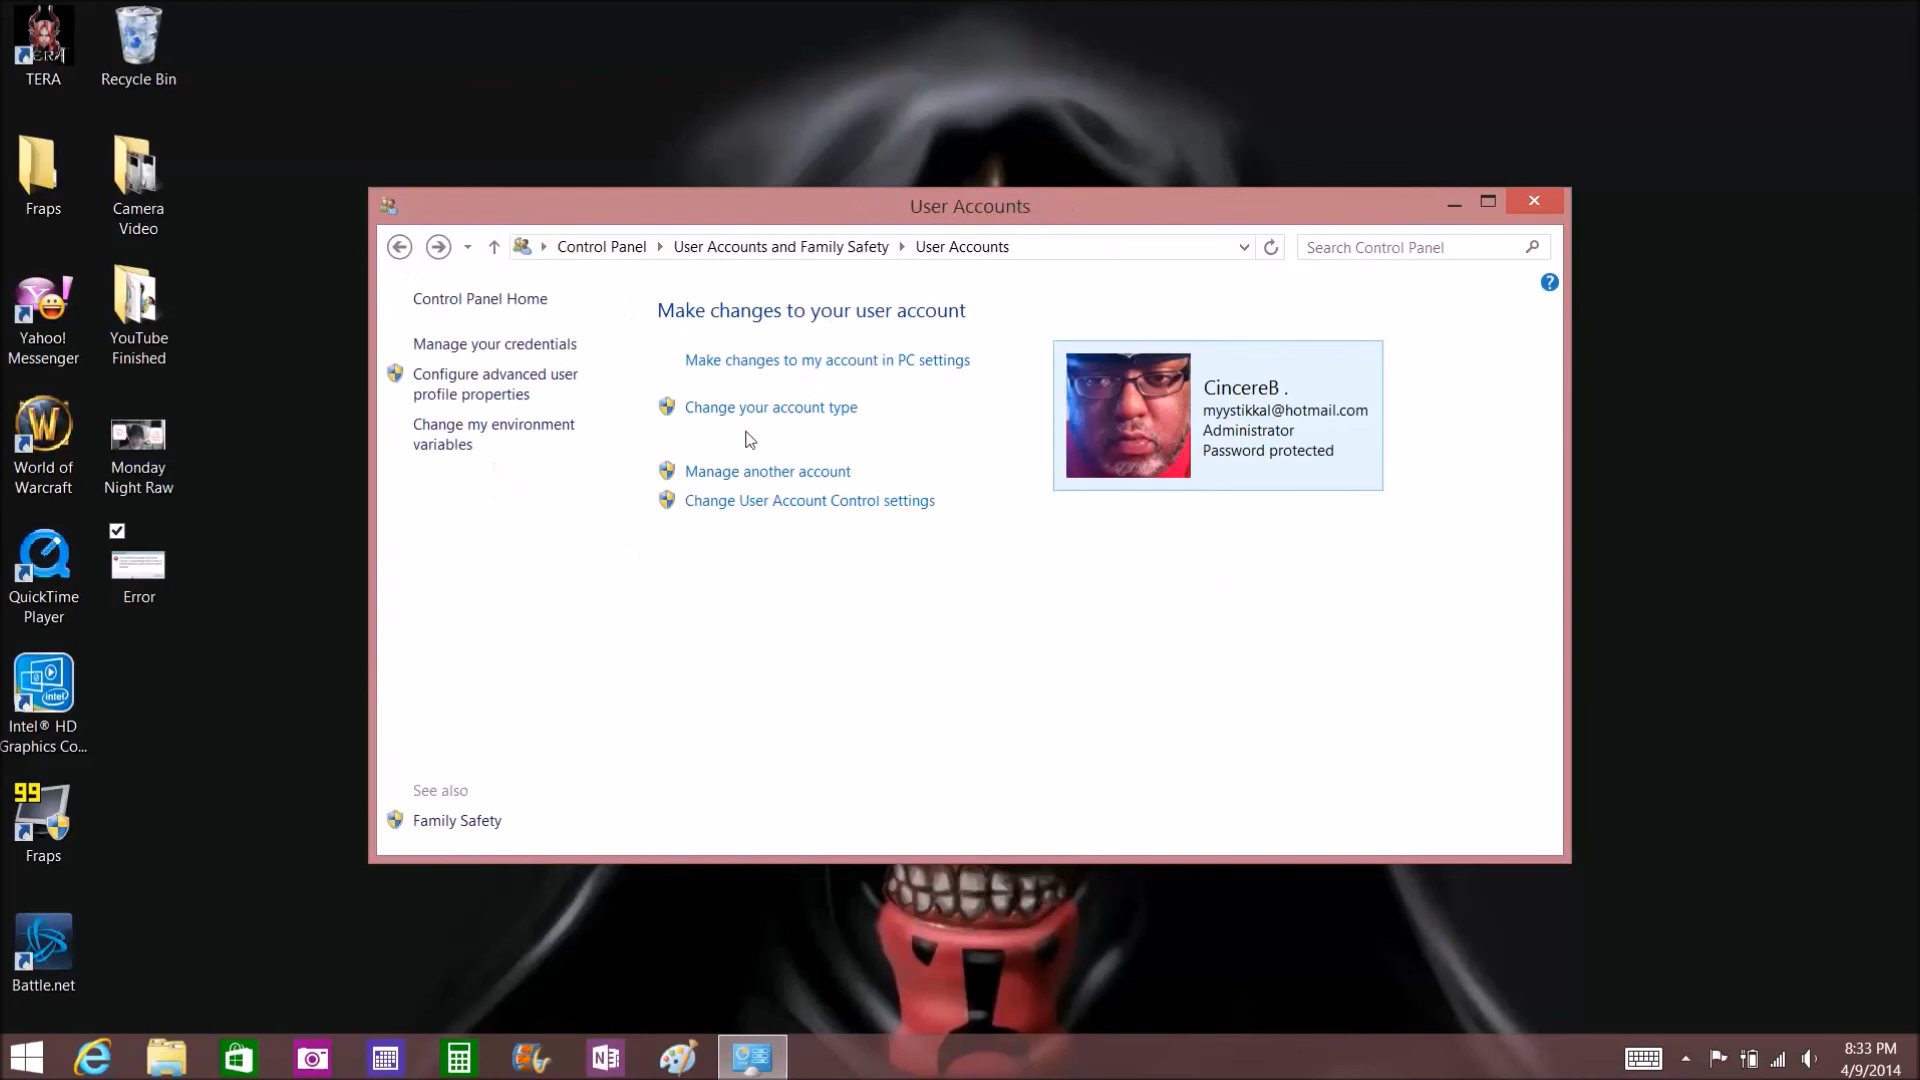 TERA
Recycle Bin
Fraps
Camera
Video
Yahoo!
Messenger
YouTube
Finished
World of
Warcraft
Monday
Night Raw
QuickTime
Player
Error
Intel® HD
Graphics Co...
intel
99
Fraps
Battle.net
User Accounts
Control Panel
User Accounts and Family Safety
User Accounts
Search Control Panel
Control Panel Home
Manage your credentials
Configure advanced user
profile properties
Change my environment
variables
See also
Family Safety
Make changes to your user account
Make changes to my account in PC settings
Change your account type
Manage another account
Change User Account Control settings
CincereB .
myystikkal@hotmail.com
Administrator
Password protected
8:33 PM
4/9/2014